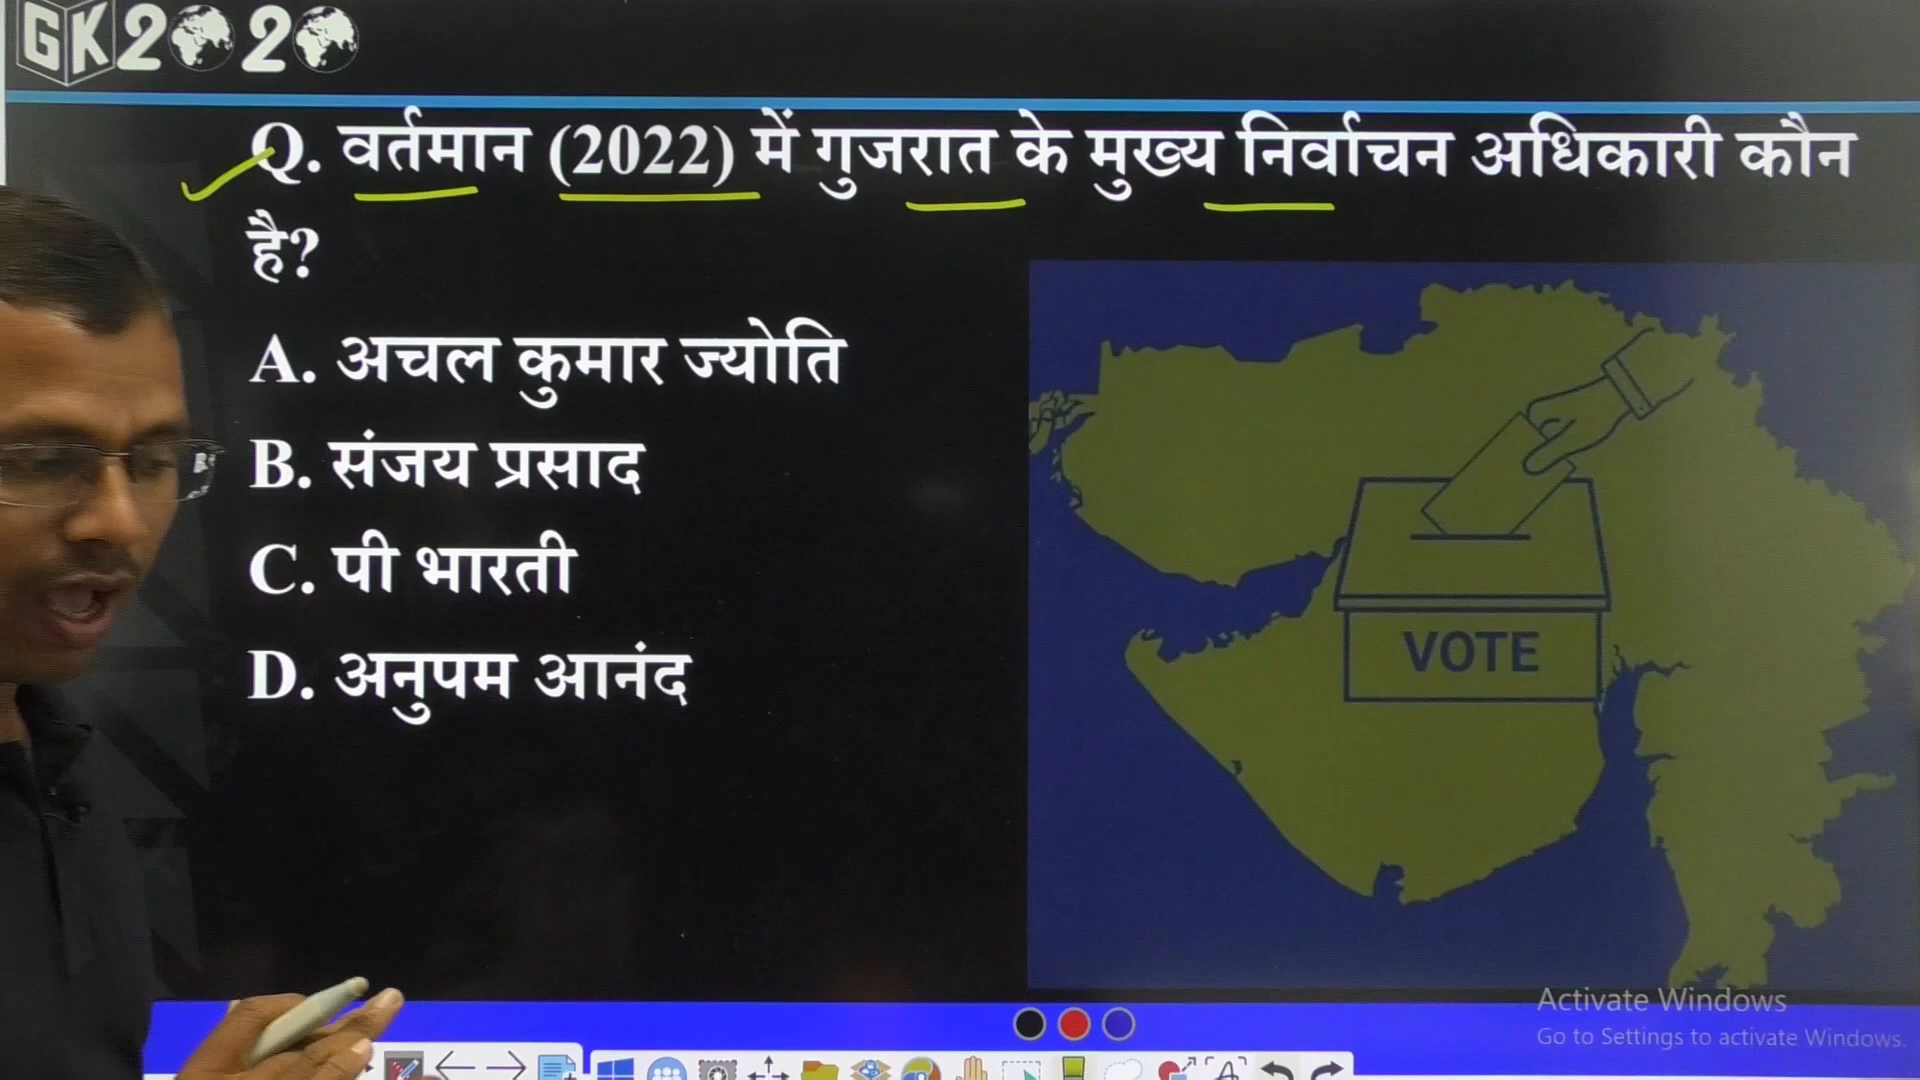 GK2020
Q. वर्तमान (2022) में गुजरात के मुख्य निर्वाचन अधिकारी कौन
है?
A. अचल कुमार ज्योति
B. संजय प्रसाद
C. पी भारती
D. अनुपम आनंद
VOTE
Activate Windows
Go to Settings to activate Windows.